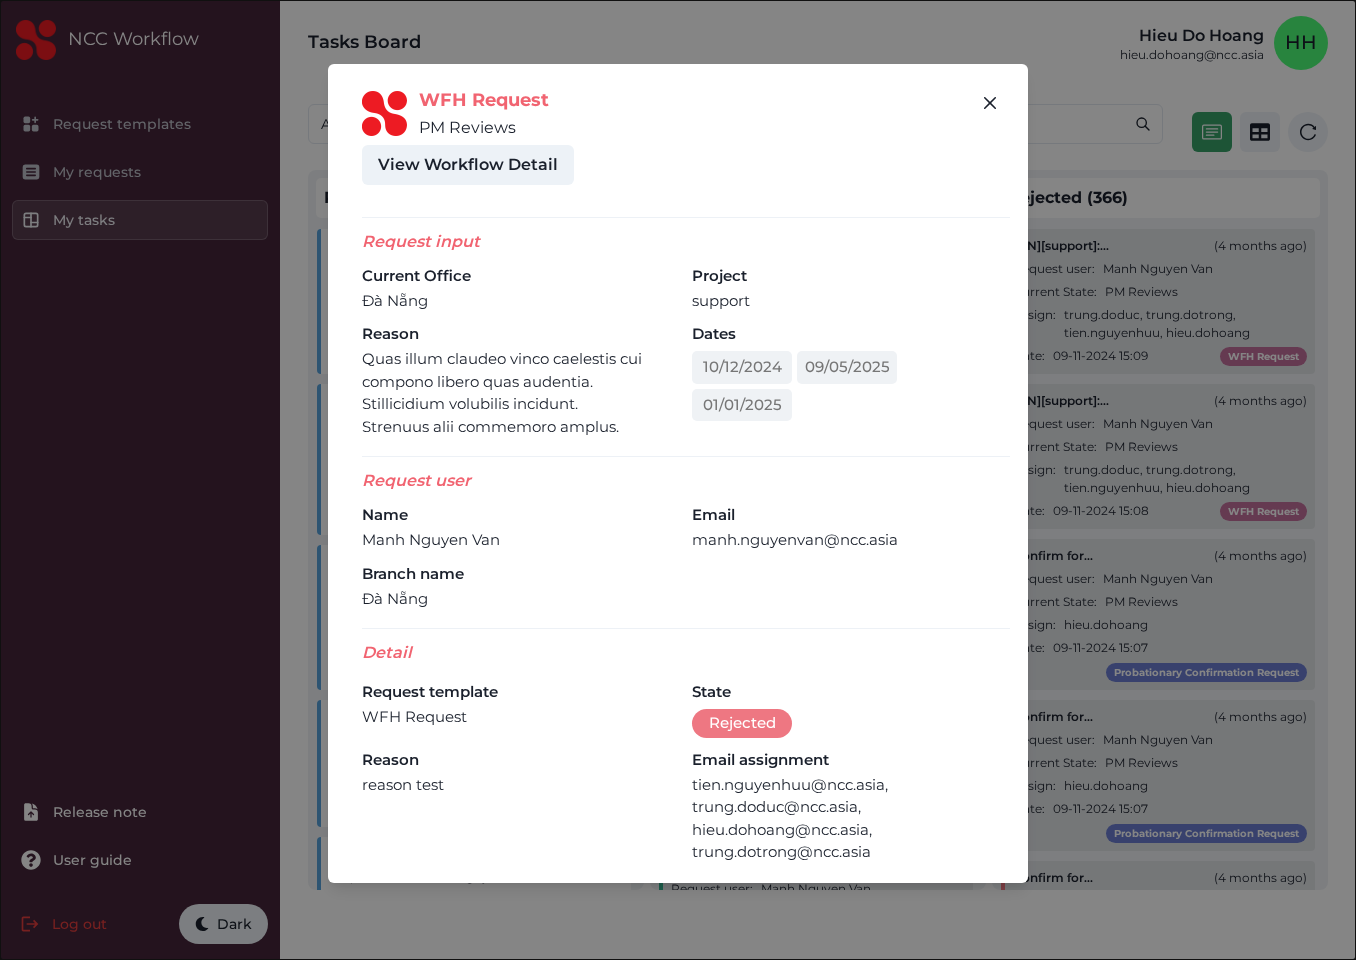 NCC Workflow
Request templates
My requests
My tasks
Release note
User guide
Log out
Dark
Tasks Board
Hieu Do Hoang
hieu.dohoang@ncc.asia
HH
WFH Request
PM Reviews
View Workflow Detail
Request input
Current Office
Đà Nẵng
Project
support
Reason
Quas illum claudeo vinco caelestis cui
compono libero quas audentia.
Stillicidium volubilis incidunt.
Strenuus alii commemoro amplus.
Dates
10/12/2024 09/05/2025
01/01/2025
Request user
Name
Manh Nguyen Van
Email
manh.nguyenvan@ncc.asia
Branch name
Đà Nẵng
Detail
Request template
WFH Request
State
Rejected
Reason
reason test
Email assignment
tien.nguyenhuu@ncc.asia,
trung.doduc@ncc.asia,
hieu.dohoang@ncc.asia,
trung.dotrong@ncc.asia
Request user: Manh Nguyen Van
ejected (366)
N][support]:... (4 months ago)
quest user: Manh Nguyen Van
rrent State: PM Reviews
sign: trung.doduc, trung.dotrong,
tien.nguyenhuu, hieu.dohoang
te: 09-11-2024 15:09 WFH Request
N][support]:... (4 months ago)
quest user: Manh Nguyen Van
rrent State: PM Reviews
sign: trung.doduc, trung.dotrong,
tien.nguyenhuu, hieu.dohoang
te: 09-11-2024 15:08 WFH Request
onfirm for... (4 months ago)
quest user: Manh Nguyen Van
rrent State: PM Reviews
sign: hieu.dohoang
te: 09-11-2024 15:07
Probationary Confirmation Request
onfirm for... (4 months ago)
quest user: Manh Nguyen Van
rrent State: PM Reviews
sign: hieu.dohoang
te: 09-11-2024 15:07
Probationary Confirmation Request
onfirm for... (4 months ago)